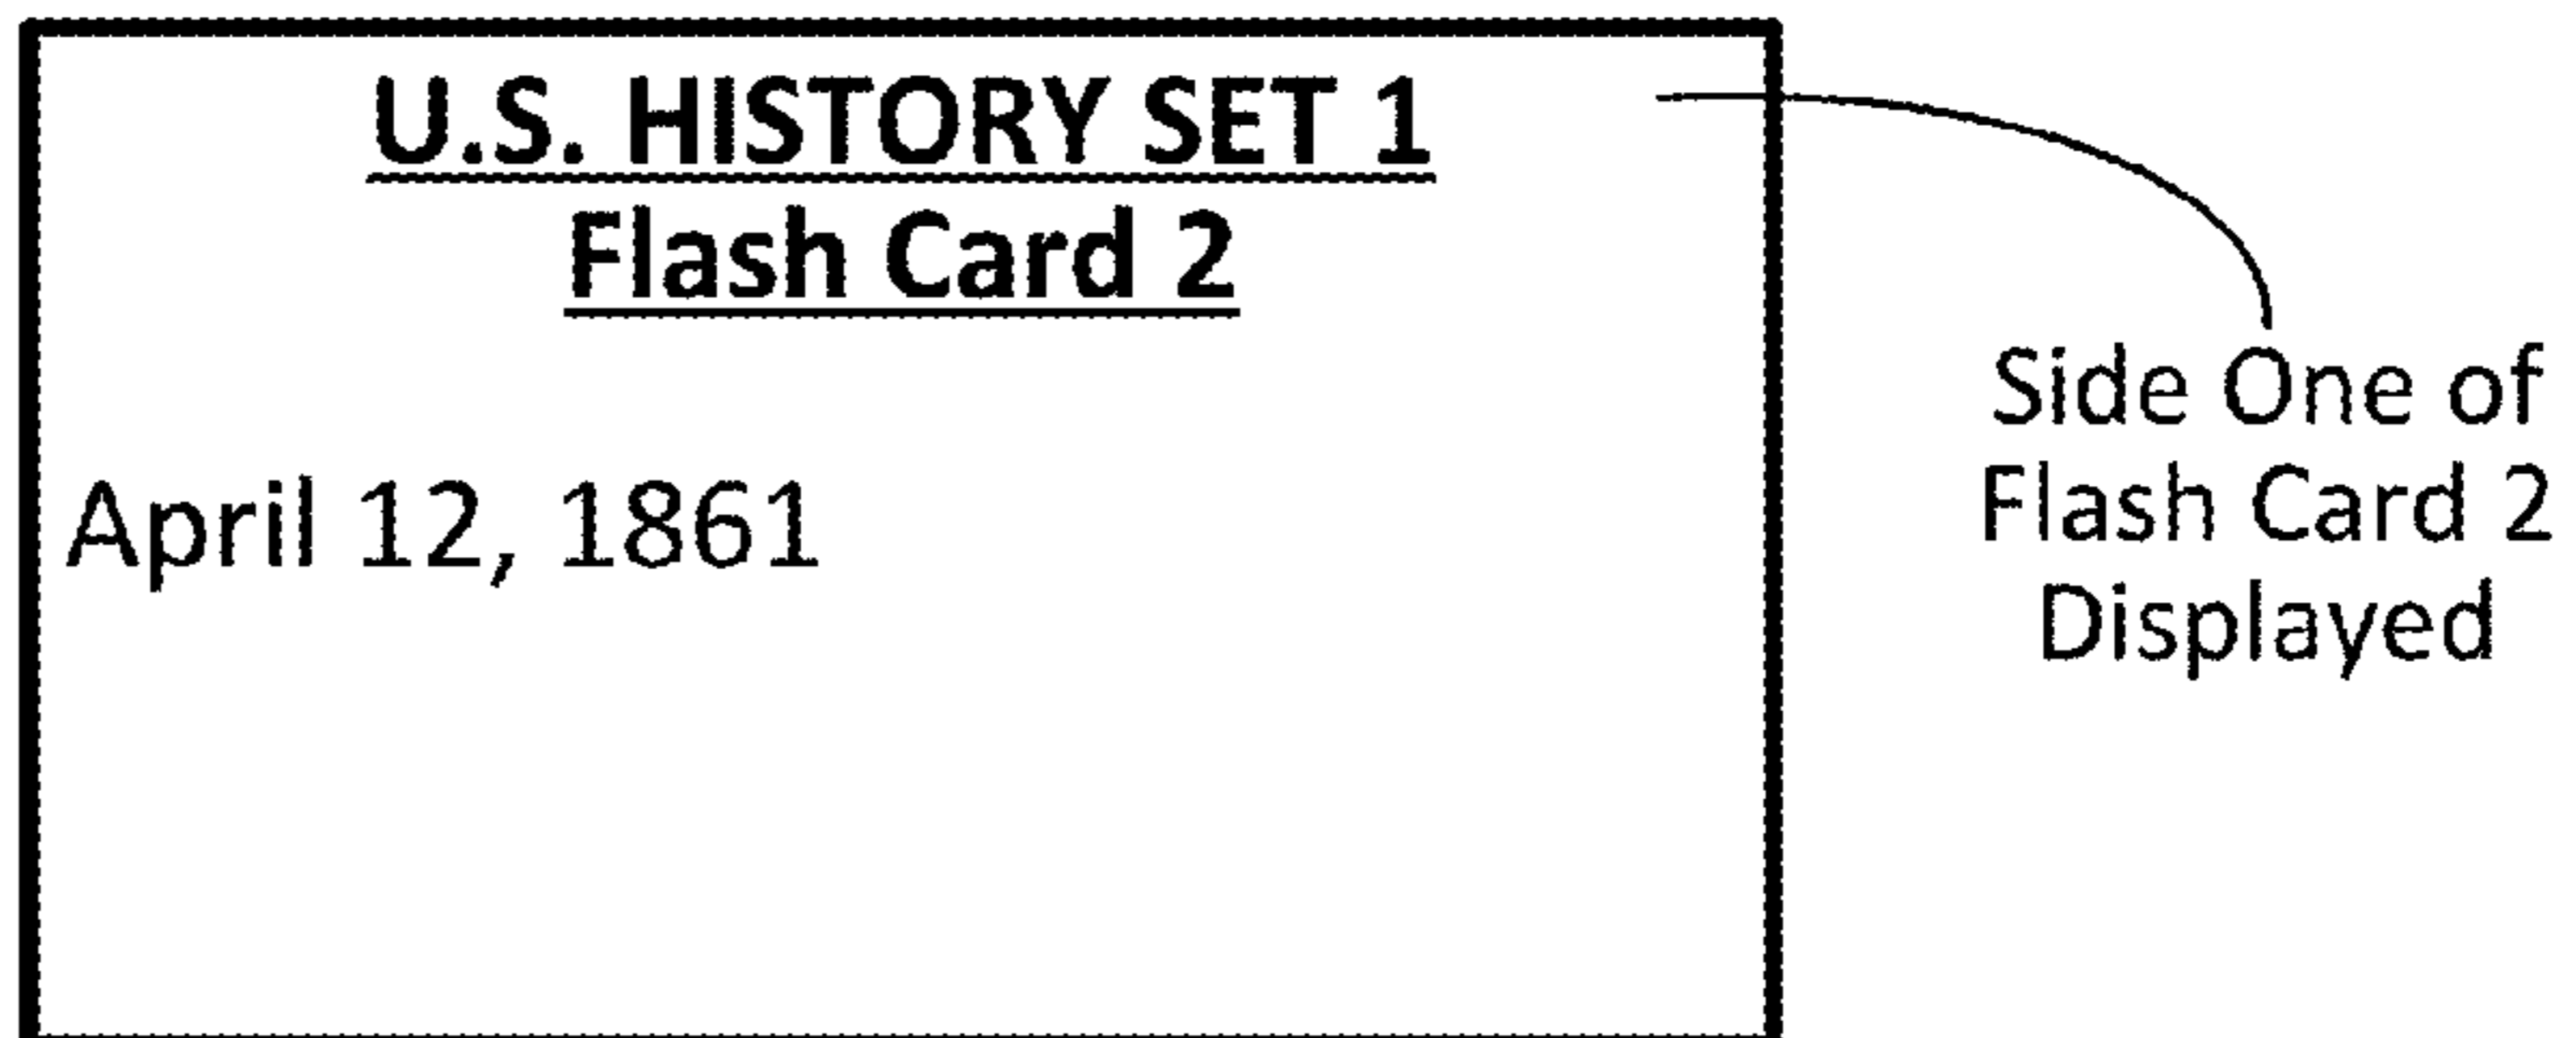 U.S. HISTORY SET 1
Flash Card 2
April 12, 1861
Side One of
Flash Card 2
Displayed